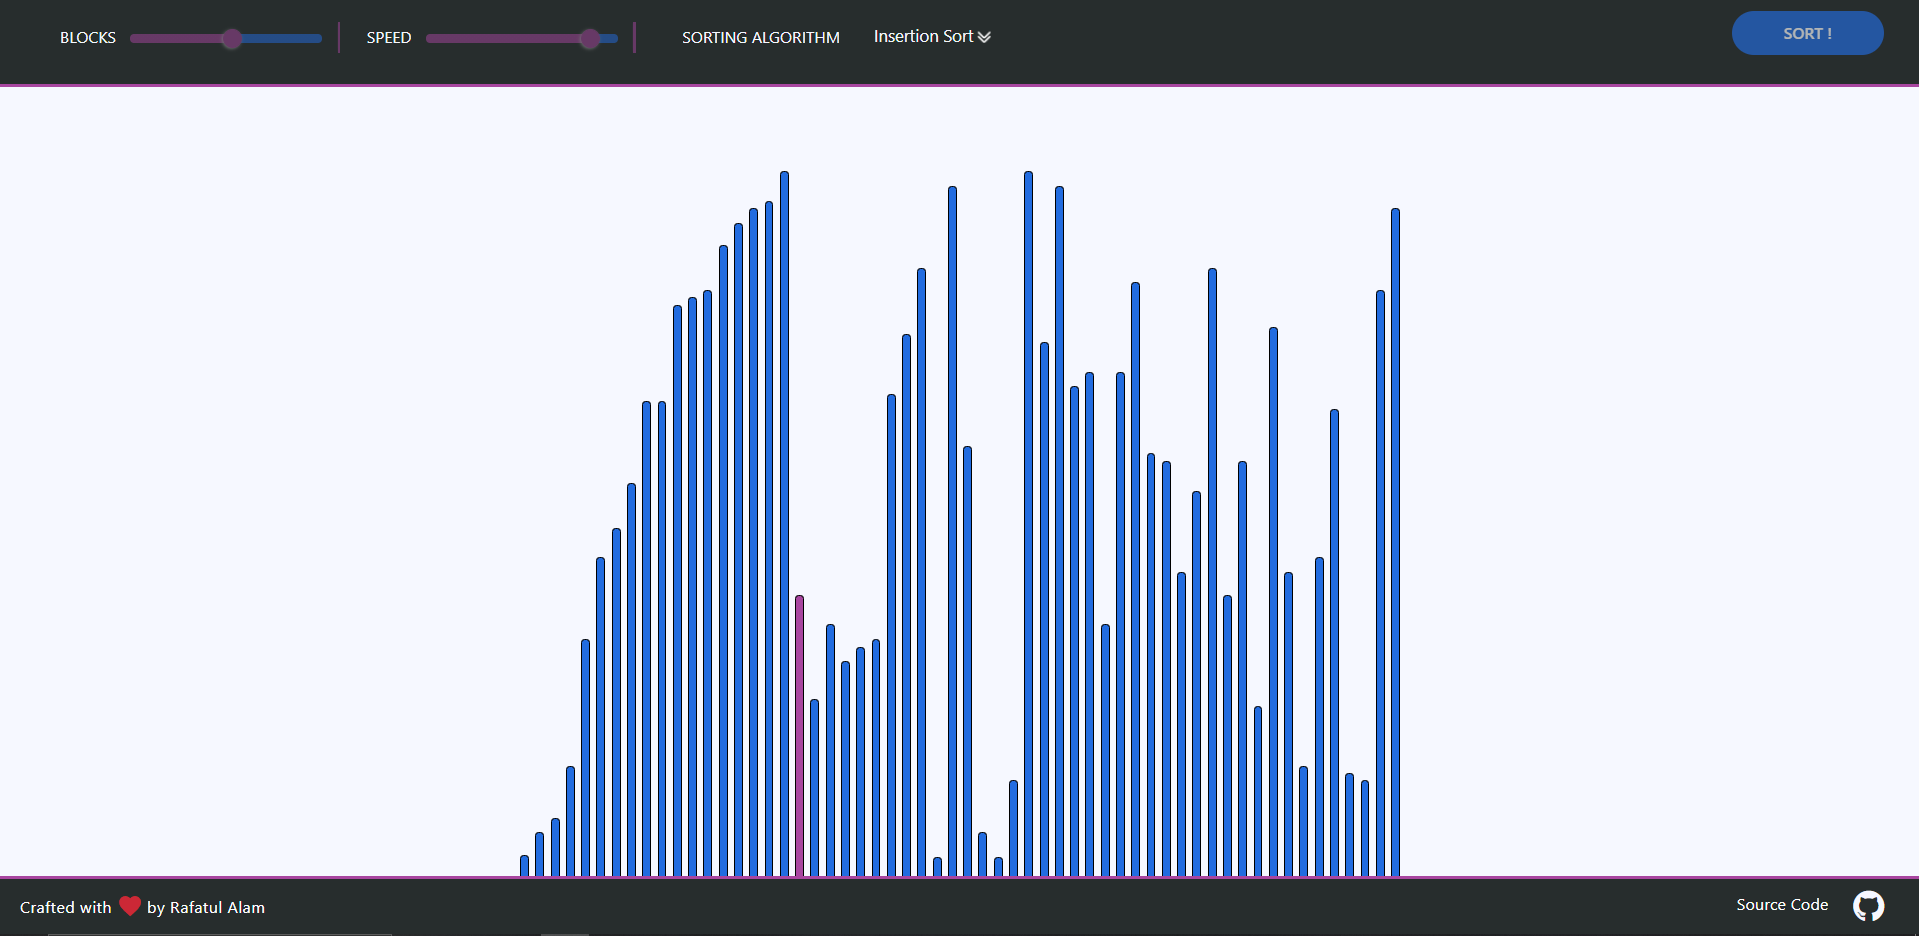 BLOCKS
SPEED
SORTING ALGORITHM
Insertion Sort
SORT !
Crafted with by Rafatul Alam
Source Code